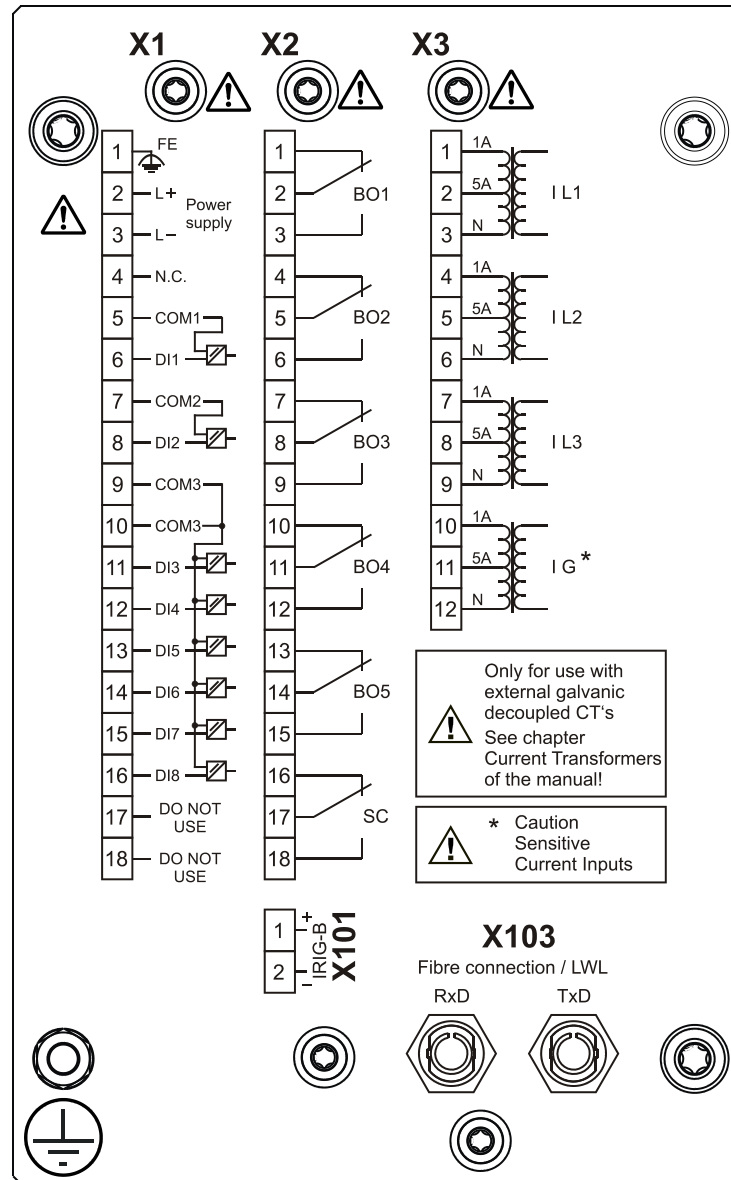 X1
X2
X3
1 FE
2 L+
Power
supply
3 L–
4 N.C.
5 COM1
6 DI1
7 COM2
8 DI2
9 COM3
10 COM3
11 DI3
12 DI4
13 DI5
14 DI6
15 DI7
16 DI8
17 DO NOT
USE
18 DO NOT
USE
1
2 BO1
3
4
5 BO2
6
7
8 BO3
9
10
11 BO4
12
13
14 BO5
15
16
17 SC
18
1 1A
2 5A I L1
3 N
4 1A
5 5A I L2
6 N
7 1A
8 5A I L3
9 N
10 1A
11 5A I G*
12 N
Only for use with
external galvanic
decoupled CT‘s
See chapter
Current Transformers
of the manual!
* Caution
Sensitive
Current Inputs
1 +
2 –
IRIG-B
X101
X103
Fibre connection / LWL
RxD TxD